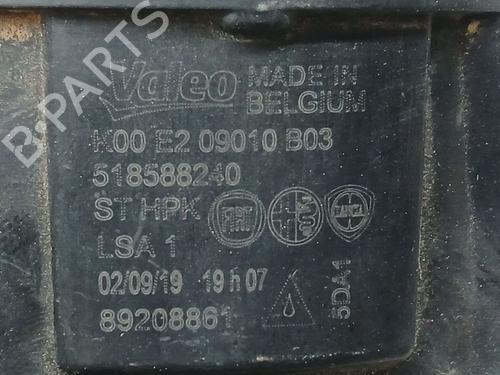 Valeo MADE IN
BELGIUM
K00 E2 09010 B03
518588240
ST HPK FIAT
LSA 1
02/09/19 19 h 07
89208861
5DA1
B-PARTS